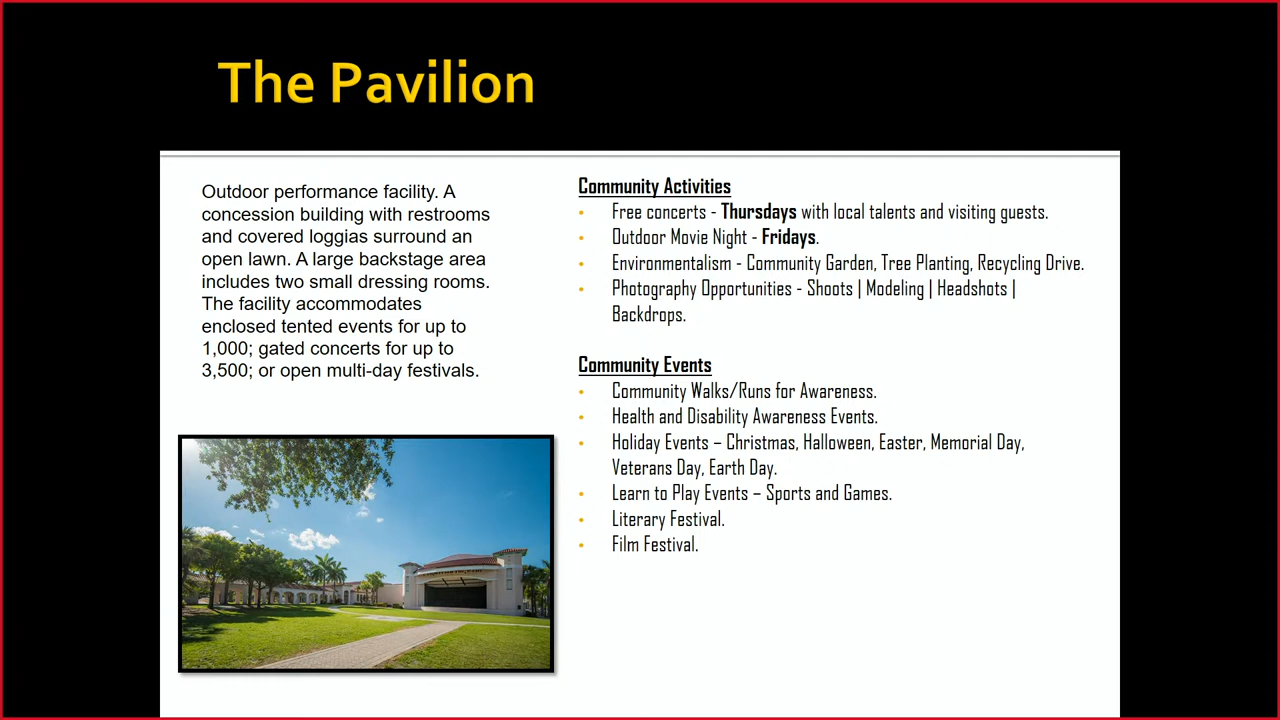 The Pavilion
Outdoor performance facility. A
concession building with restrooms
and covered loggias surround an
open lawn. A large backstage area
includes two small dressing rooms.
The facility accommodates
enclosed tented events for up to
1,000; gated concerts for up to
3,500; or open multi-day festivals.
Community Activities
• Free concerts - Thursdays with local talents and visiting guests.
• Outdoor Movie Night - Fridays.
• Environmentalism - Community Garden, Tree Planting, Recycling Drive.
• Photography Opportunities - Shoots | Modeling | Headshots |
Backdrops.
Community Events
• Community Walks/Runs for Awareness.
• Health and Disability Awareness Events.
• Holiday Events – Christmas, Halloween, Easter, Memorial Day,
Veterans Day, Earth Day.
• Learn to Play Events – Sports and Games.
• Literary Festival.
• Film Festival.